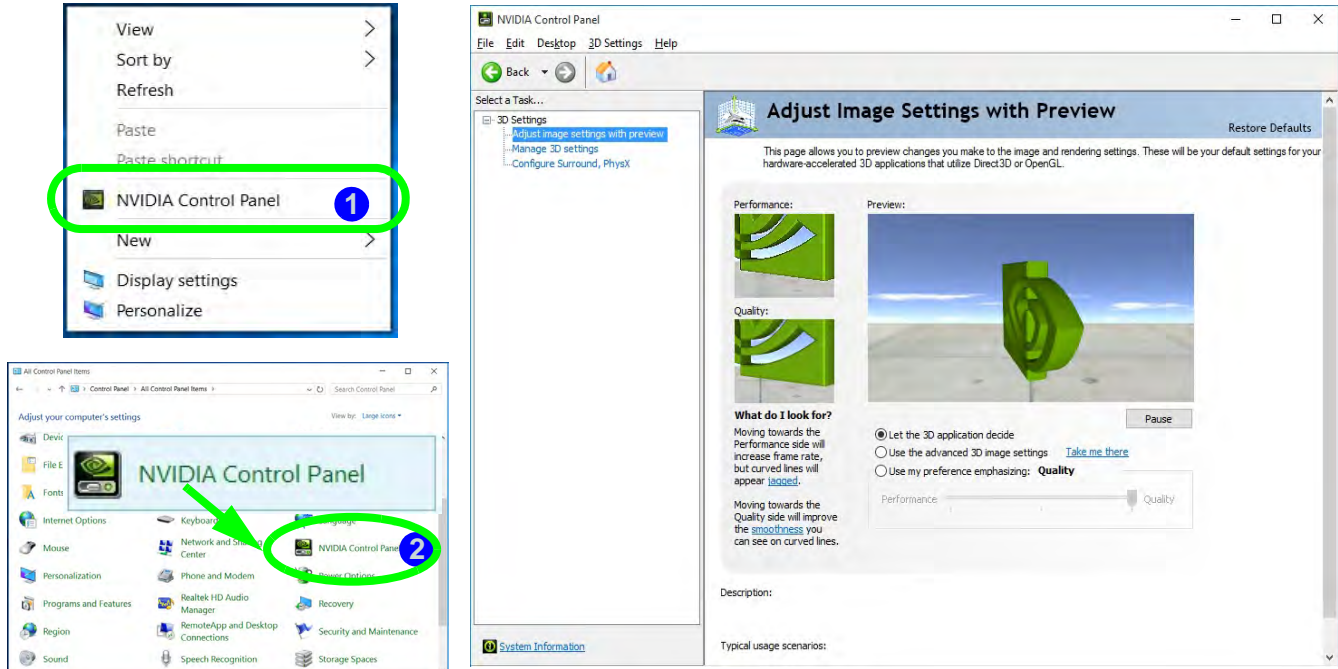 View
Sort by
Refresh
Paste
Paste shortcut
NVIDIA Control Panel
1
New
Display settings
Personalize
All Control Panel Items
Control Panel > All Control Panel Items >
Search Control Panel
Adjust your computer's settings
View by: Large icons
Devic
File E
NVIDIA Control Panel
Fonts
Internet Options
Keyboard
Language
Mouse
Network and Sharing Center
NVIDIA Control Pane
2
Personalization
Phone and Modem
Power Options
Programs and Features
Realtek HD Audio Manager
Recovery
Region
RemoteApp and Desktop Connections
Security and Maintenance
Sound
Speech Recognition
Storage Spaces
NVIDIA Control Panel
File Edit Desktop 3D Settings Help
Back
Select a Task...
3D Settings
Adjust image settings with preview
Manage 3D settings
Configure Surround, PhysX
System Information
Adjust Image Settings with Preview
Restore Defaults
This page allows you to preview changes you make to the image and rendering settings. These will be your default settings for your
hardware-accelerated 3D applications that utilize Direct3D or OpenGL.
Performance:
Preview:
Quality:
What do I look for?
Moving towards the
Performance side will
increase frame rate,
but curved lines will
appear jagged.
Moving towards the
Quality side will improve
the smoothness you
can see on curved lines.
Pause
Let the 3D application decide
Use the advanced 3D image settings Take me there
Use my preference emphasizing: Quality
Performance
Quality
Description:
Typical usage scenarios: